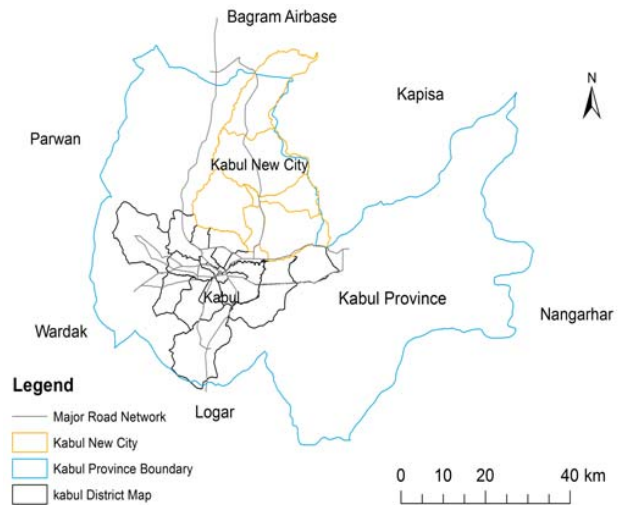 Bagram Airbase
N
Kapisa
Parwan
Kabul New City
Kabul
Kabul Province
Nangarhar
Wardak
Logar
Legend
Major Road Network
Kabul New City
Kabul Province Boundary
kabul District Map
0 10 20 40 km